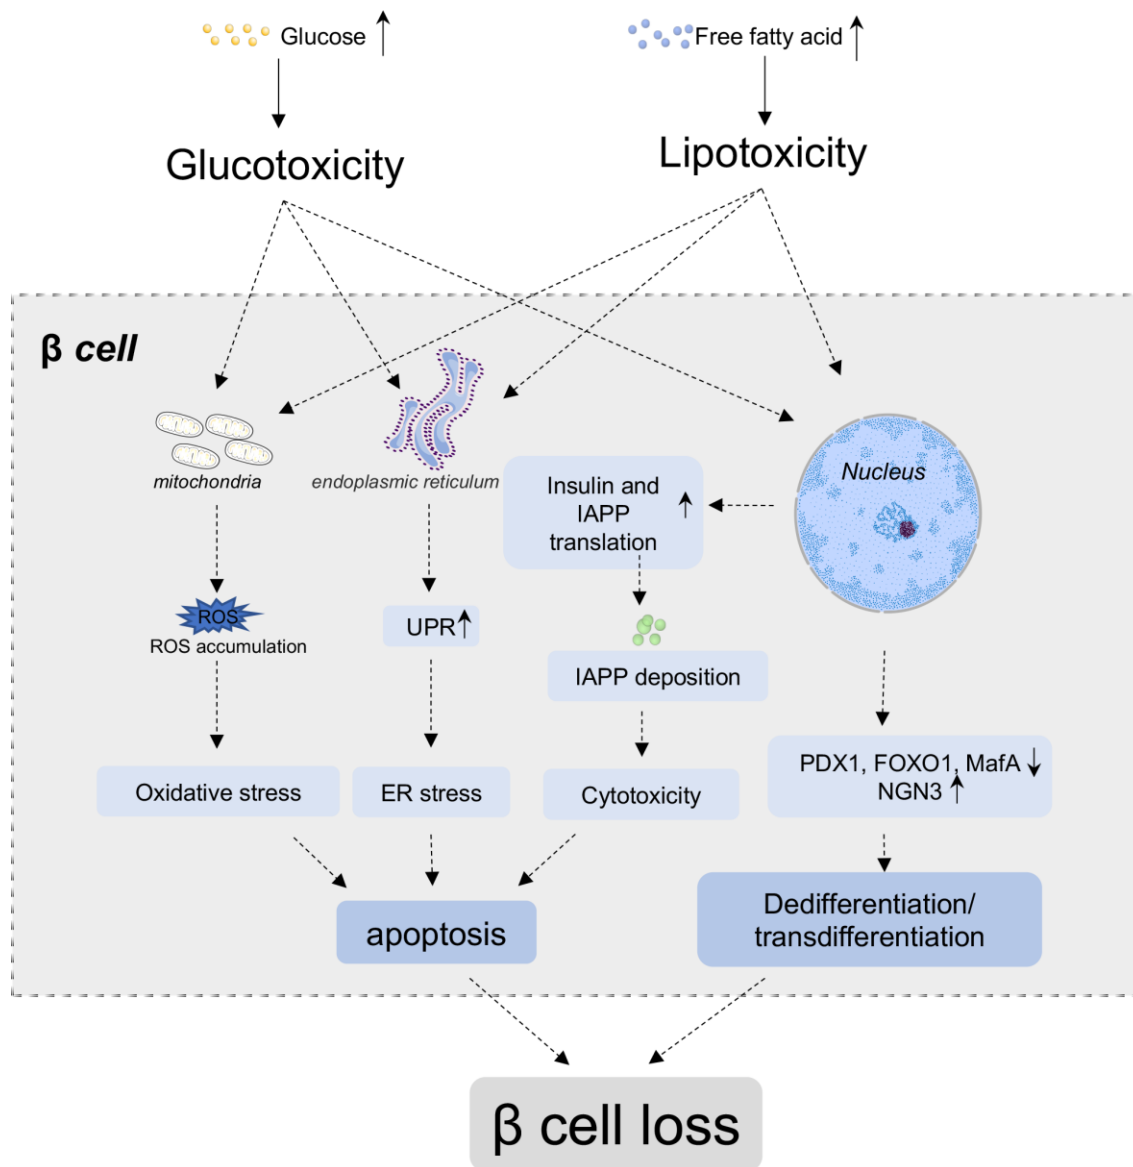 Glucose
Free fatty acid
Glucotoxicity
Lipotoxicity
β cell
mitochondria
endoplasmic reticulum
Insulin and
IAPP
translation
Nucleus
ROS
ROS accumulation
UPR
IAPP deposition
PDX1, FOXO1, MafA
NGN3
Oxidative stress
ER stress
Cytotoxicity
apoptosis
Dedifferentiation/
transdifferentiation
β cell loss